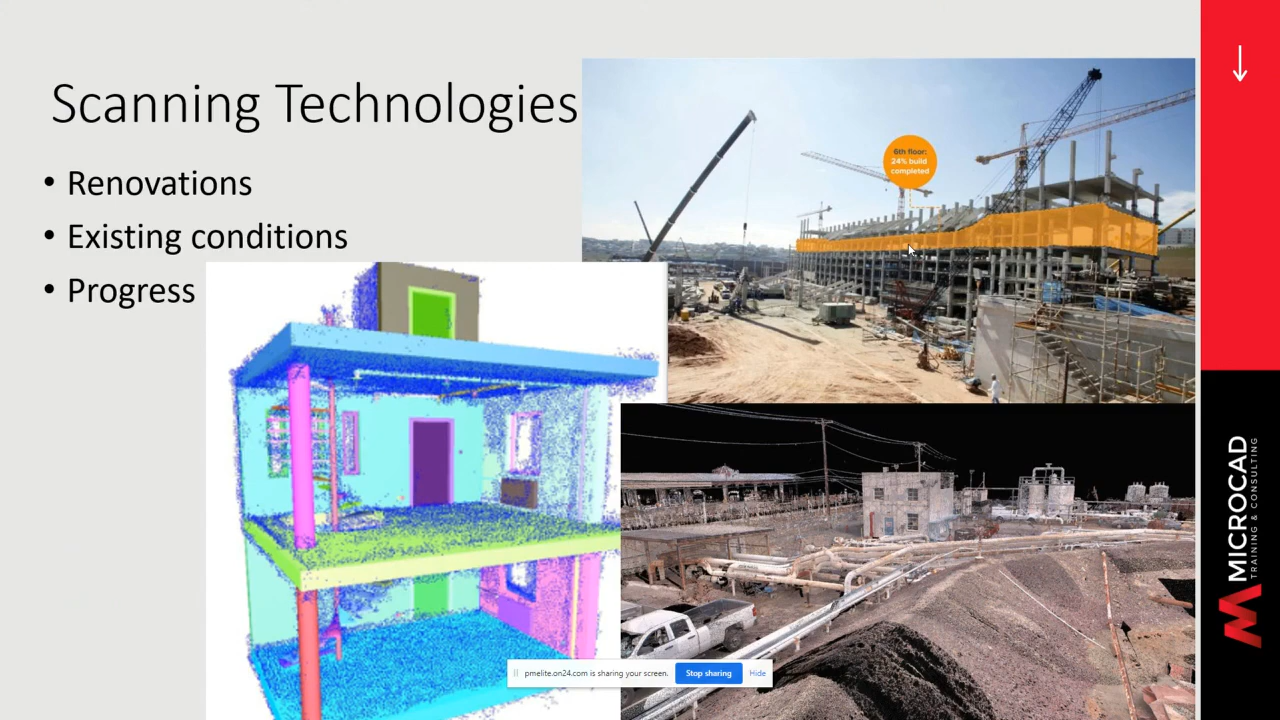 Scanning Technologies
• Renovations
• Existing conditions
• Progress
6th floor:
24% build
completed
pmelite.on24.com is sharing your screen.
Stop sharing
Hide
MICROCAD
TRAINING & CONSULTING